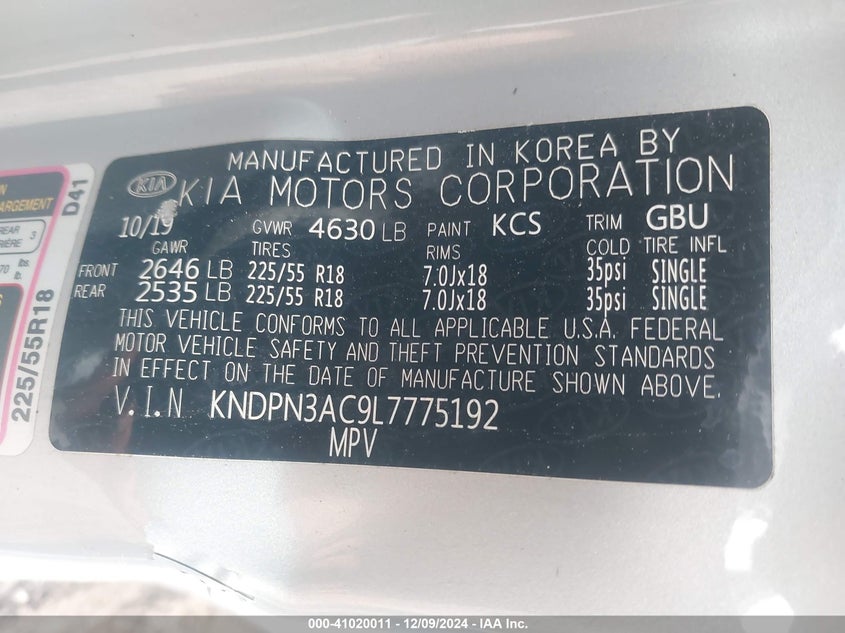 MANUFACTURED IN KOREA BY
KIA KIA MOTORS CORPORATION
10/19 GVWR 4630 LB PAINT KCS TRIM GBU
GAWR TIRES RIMS COLD TIRE INFL
FRONT 2646 LB 225/55 R18 7.0Jx18 35psi SINGLE
REAR 2535 LB 225/55 R18 7.0Jx18 35psi SINGLE
THIS VEHICLE CONFORMS TO ALL APPLICABLE U.S.A. FEDERAL
MOTOR VEHICLE SAFETY AND THEFT PREVENTION STANDARDS
IN EFFECT ON THE DATE OF MANUFACTURE SHOWN ABOVE.
V.I.N KNDPN3AC9L7775192
MPV
D41
REAR
3
lbs.
lb.
225/55R18
000-41020011 - 12/09/2024 - IAA Inc.